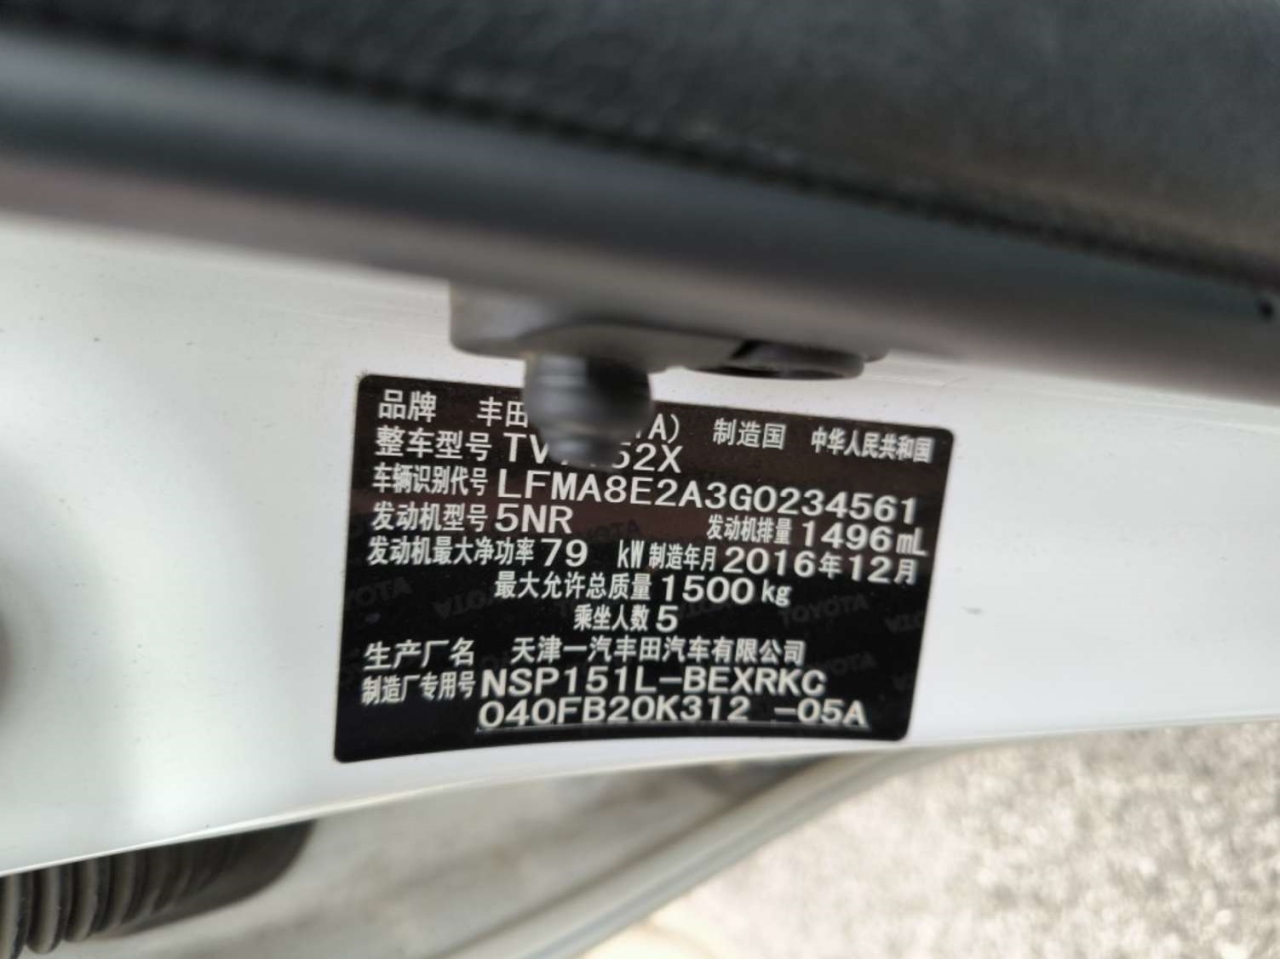 品牌 丰田 TA) 制造国 中华人民共和国
整车型号 TV 52X
车辆识别代号 LFMA8E2A3G0234561
发动机型号 5NR 发动机排量 1496 mL
发动机最大净功率 79 kW 制造年月 2016年12月
最大允许总质量 1500 kg
乘坐人数 5
生产厂名 天津一汽丰田汽车有限公司
制造厂专用号 NSP151L-BEXRKC
040FB20K312 -05A